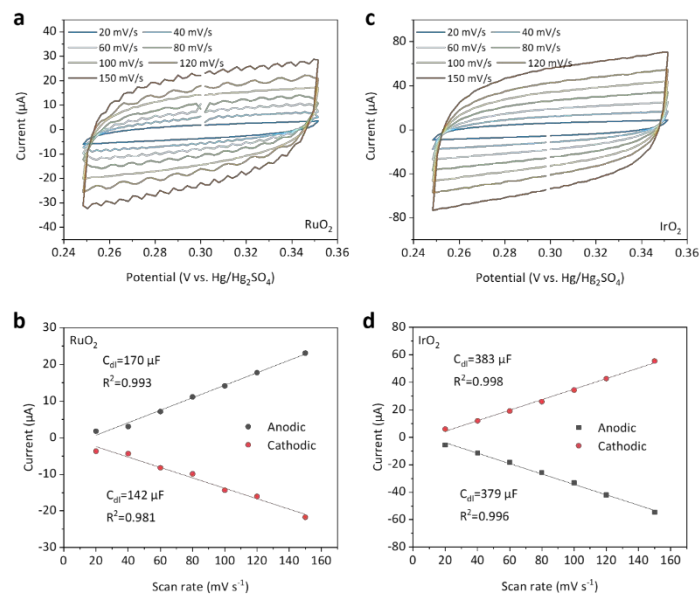 a
20 mV/s 40 mV/s
60 mV/s 80 mV/s
100 mV/s 120 mV/s
150 mV/s
50
40
30
20
10
0
-10
-20
-30
-40
Current (µA)
RuO₂
0.24 0.26 0.28 0.30 0.32 0.34 0.36
Potential (V vs. Hg/Hg₂SO₄)
c
20 mV/s 40 mV/s
60 mV/s 80 mV/s
100 mV/s 120 mV/s
150 mV/s
80
40
0
-40
-80
Current (µA)
IrO₂
0.24 0.26 0.28 0.30 0.32 0.34 0.36
Potential (V vs. Hg/Hg₂SO₄)
b
RuO₂
C_dl=170 µF
R²=0.993
Anodic
Cathodic
C_dl=142 µF
R²=0.981
30
20
10
0
-10
-20
-30
Current (µA)
0 20 40 60 80 100 120 140 160
Scan rate (mV s⁻¹)
d
IrO₂
C_dl=383 µF
R²=0.998
Anodic
Cathodic
C_dl=379 µF
R²=0.996
80
60
40
20
0
-20
-40
-60
-80
Current (µA)
0 20 40 60 80 100 120 140 160
Scan rate (mV s⁻¹)